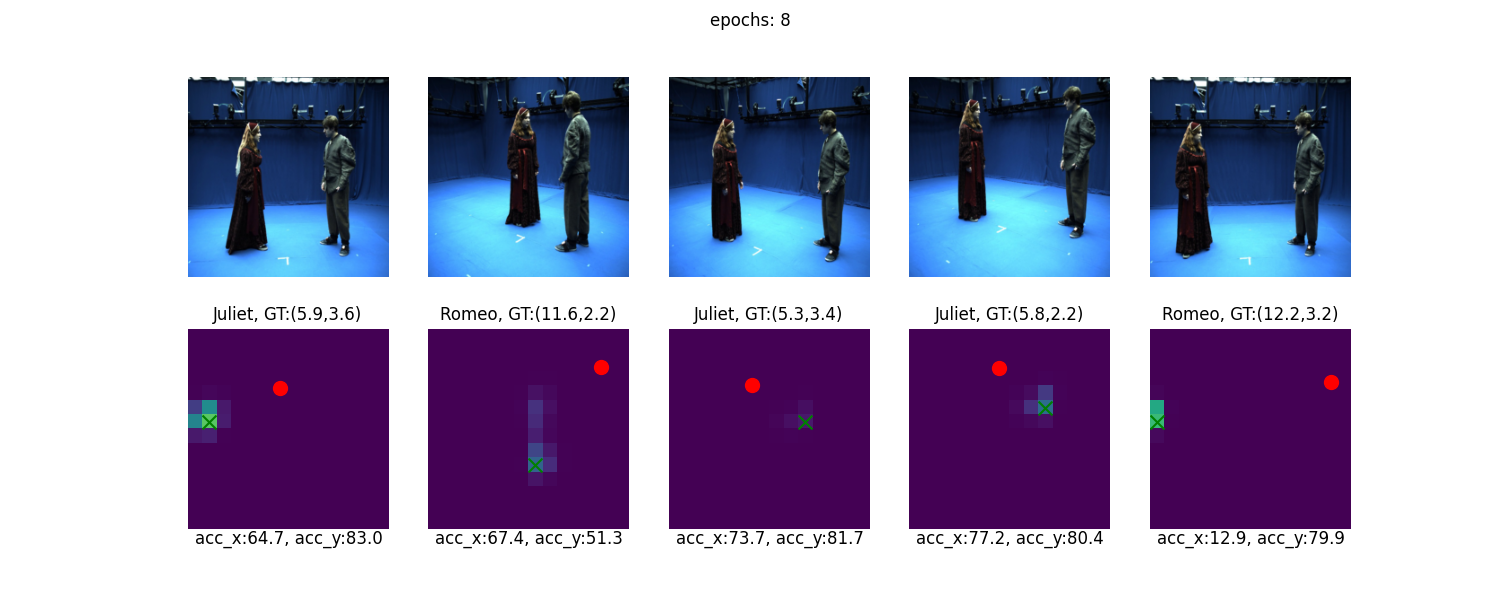 epochs: 8
Juliet, GT:(5.9,3.6)
Romeo, GT:(11.6,2.2)
Juliet, GT:(5.3,3.4)
Juliet, GT:(5.8,2.2)
Romeo, GT:(12.2,3.2)
acc_x:64.7, acc_y:83.0
acc_x:67.4, acc_y:51.3
acc_x:73.7, acc_y:81.7
acc_x:77.2, acc_y:80.4
acc_x:12.9, acc_y:79.9